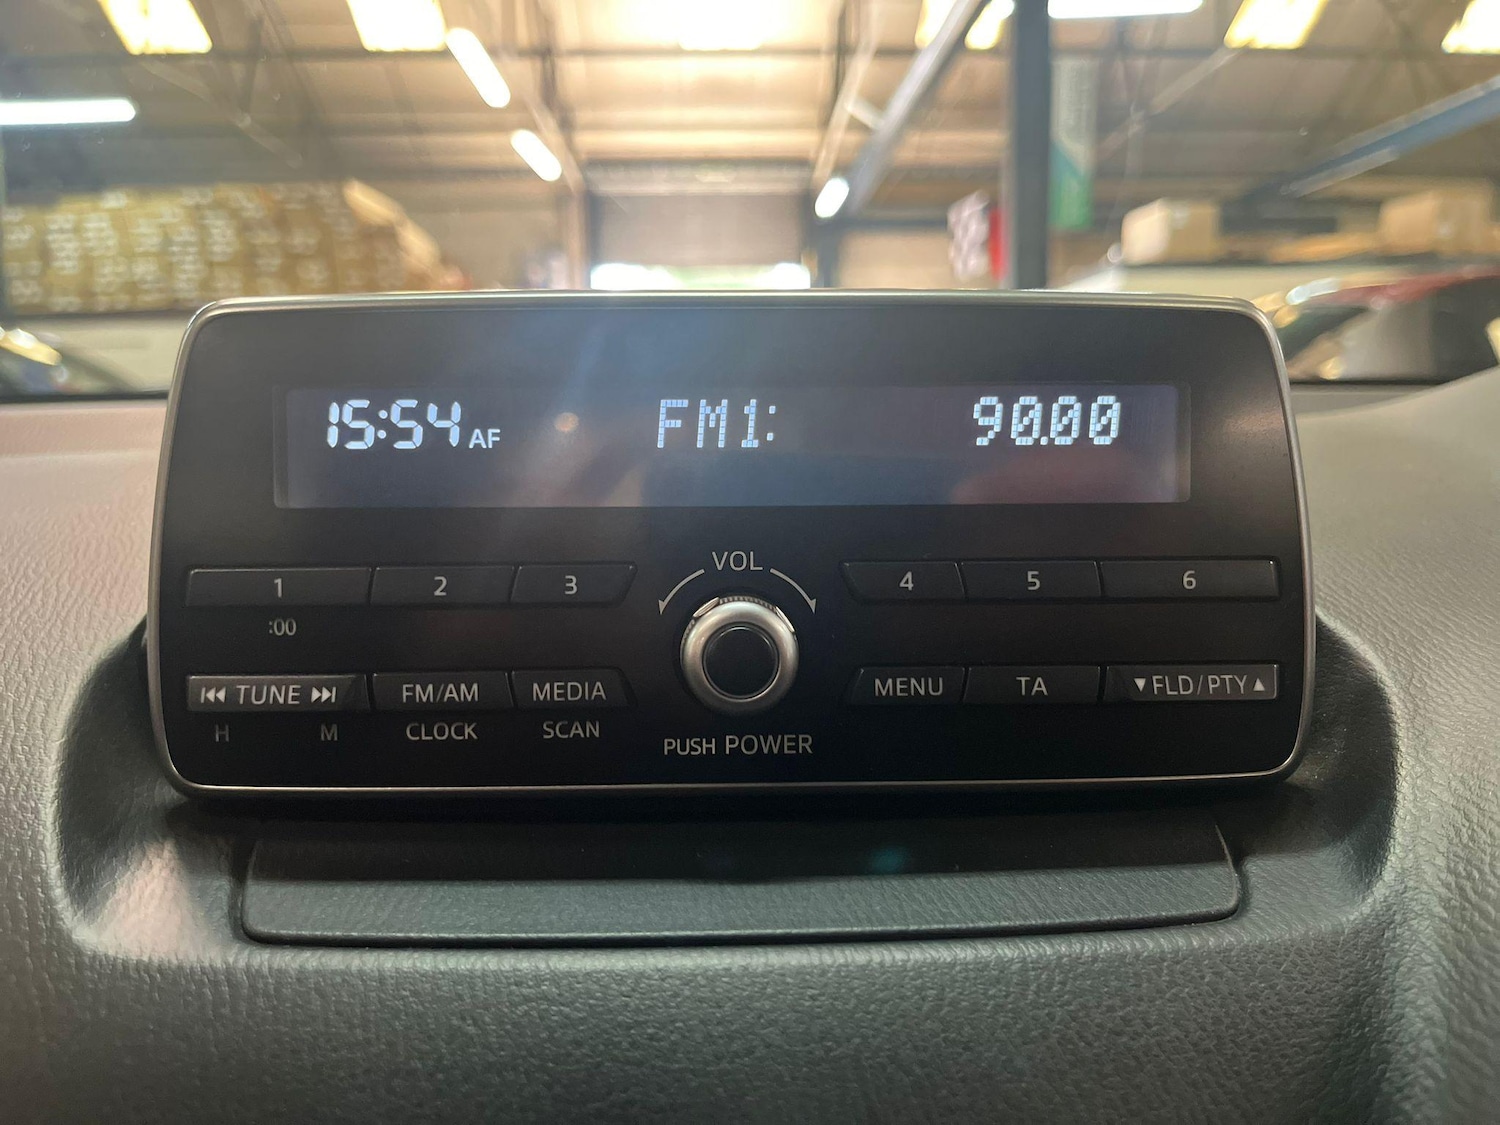 15:54 AF FM1: 90.00
VOL
1 2 3 4 5 6
:00
⏮ TUNE ⏭ FM/AM MEDIA MENU TA ▼FLD/PTY▲
H M CLOCK SCAN
PUSH POWER